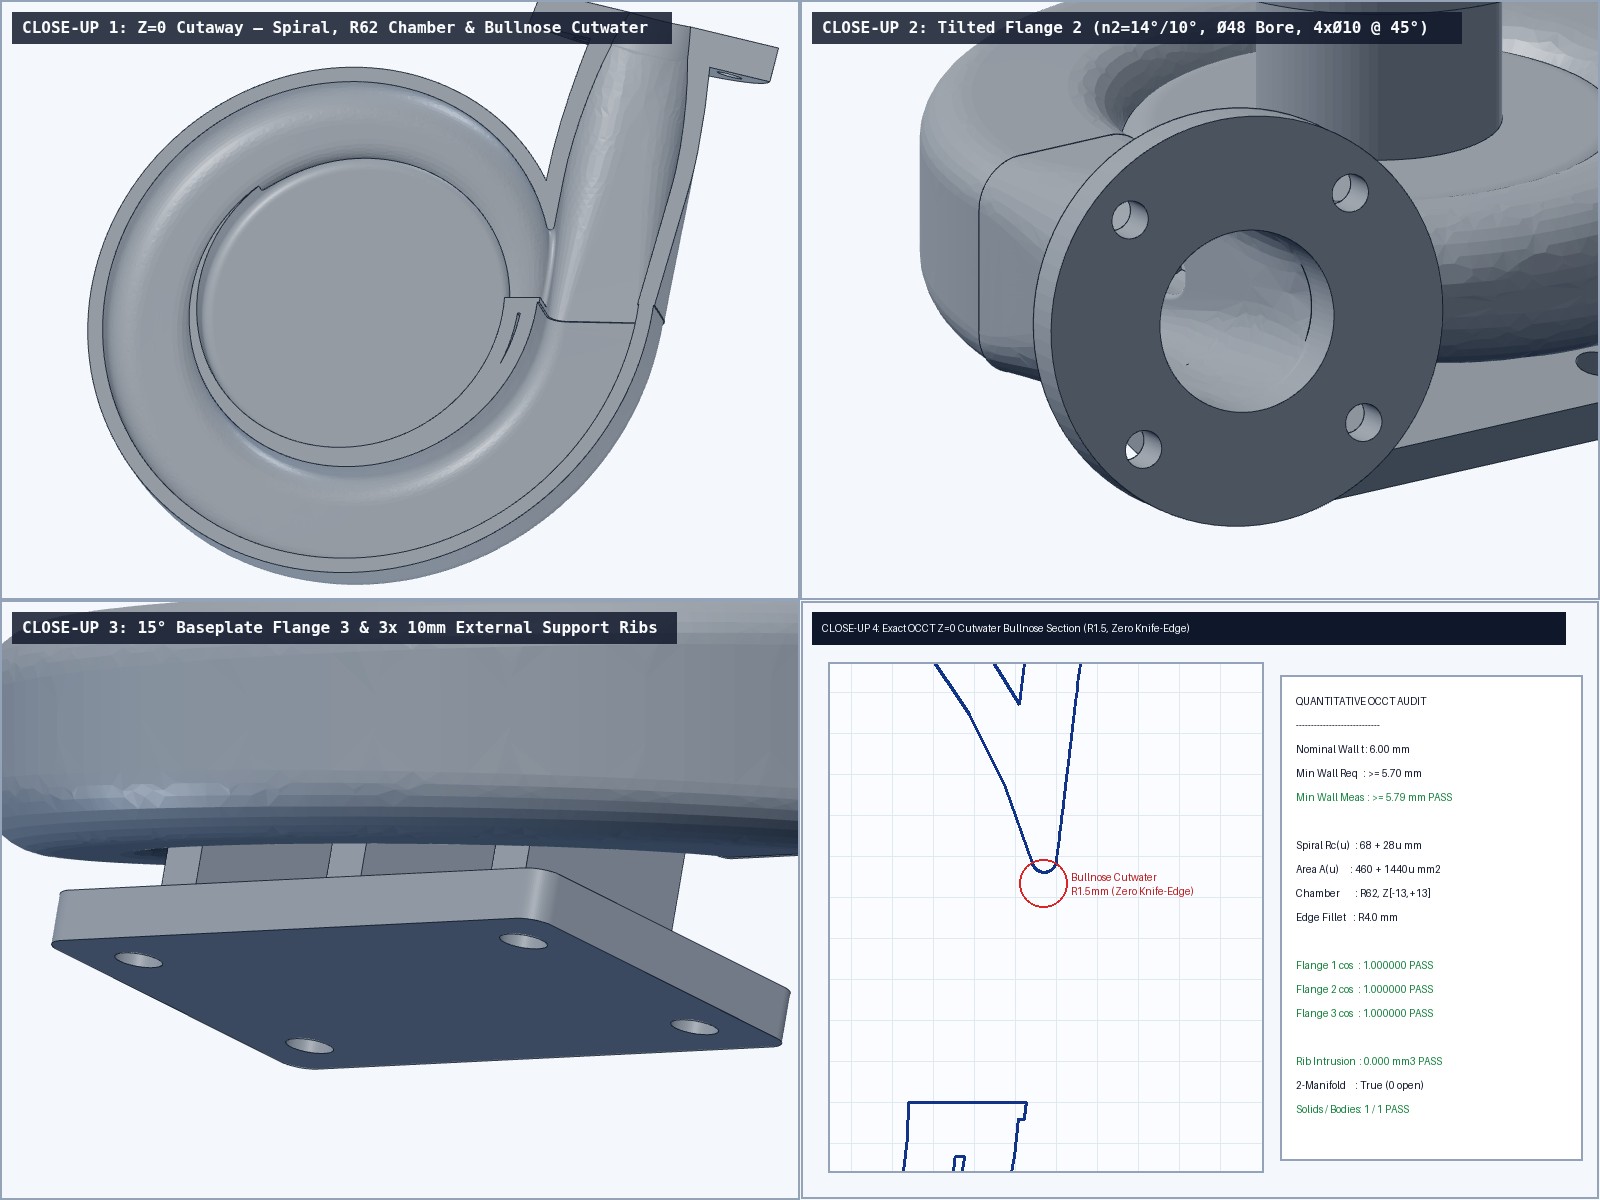 CLOSE-UP 1: Z=0 Cutaway — Spiral, R62 Chamber & Bullnose Cutwater
CLOSE-UP 2: Tilted Flange 2 (n2=14°/10°, Ø48 Bore, 4xØ10 @ 45°)
CLOSE-UP 3: 15° Baseplate Flange 3 & 3x 10mm External Support Ribs
CLOSE-UP 4: Exact OCCT Z=0 Cutwater Bullnose Section (R1.5, Zero Knife-Edge)
Bullnose Cutwater
R1.5mm (Zero Knife-Edge)
QUANTITATIVE OCCT AUDIT
----------------------------
Nominal Wall t: 6.00 mm
Min Wall Req : >= 5.70 mm
Min Wall Meas : >= 5.79 mm PASS
Spiral Rc(u) : 68 + 28u mm
Area A(u) : 460 + 1440u mm2
Chamber : R62, Z[-13,+13]
Edge Fillet : R4.0 mm
Flange 1 cos : 1.000000 PASS
Flange 2 cos : 1.000000 PASS
Flange 3 cos : 1.000000 PASS
Rib Intrusion : 0.000 mm3 PASS
2-Manifold : True (0 open)
Solids / Bodies: 1 / 1 PASS